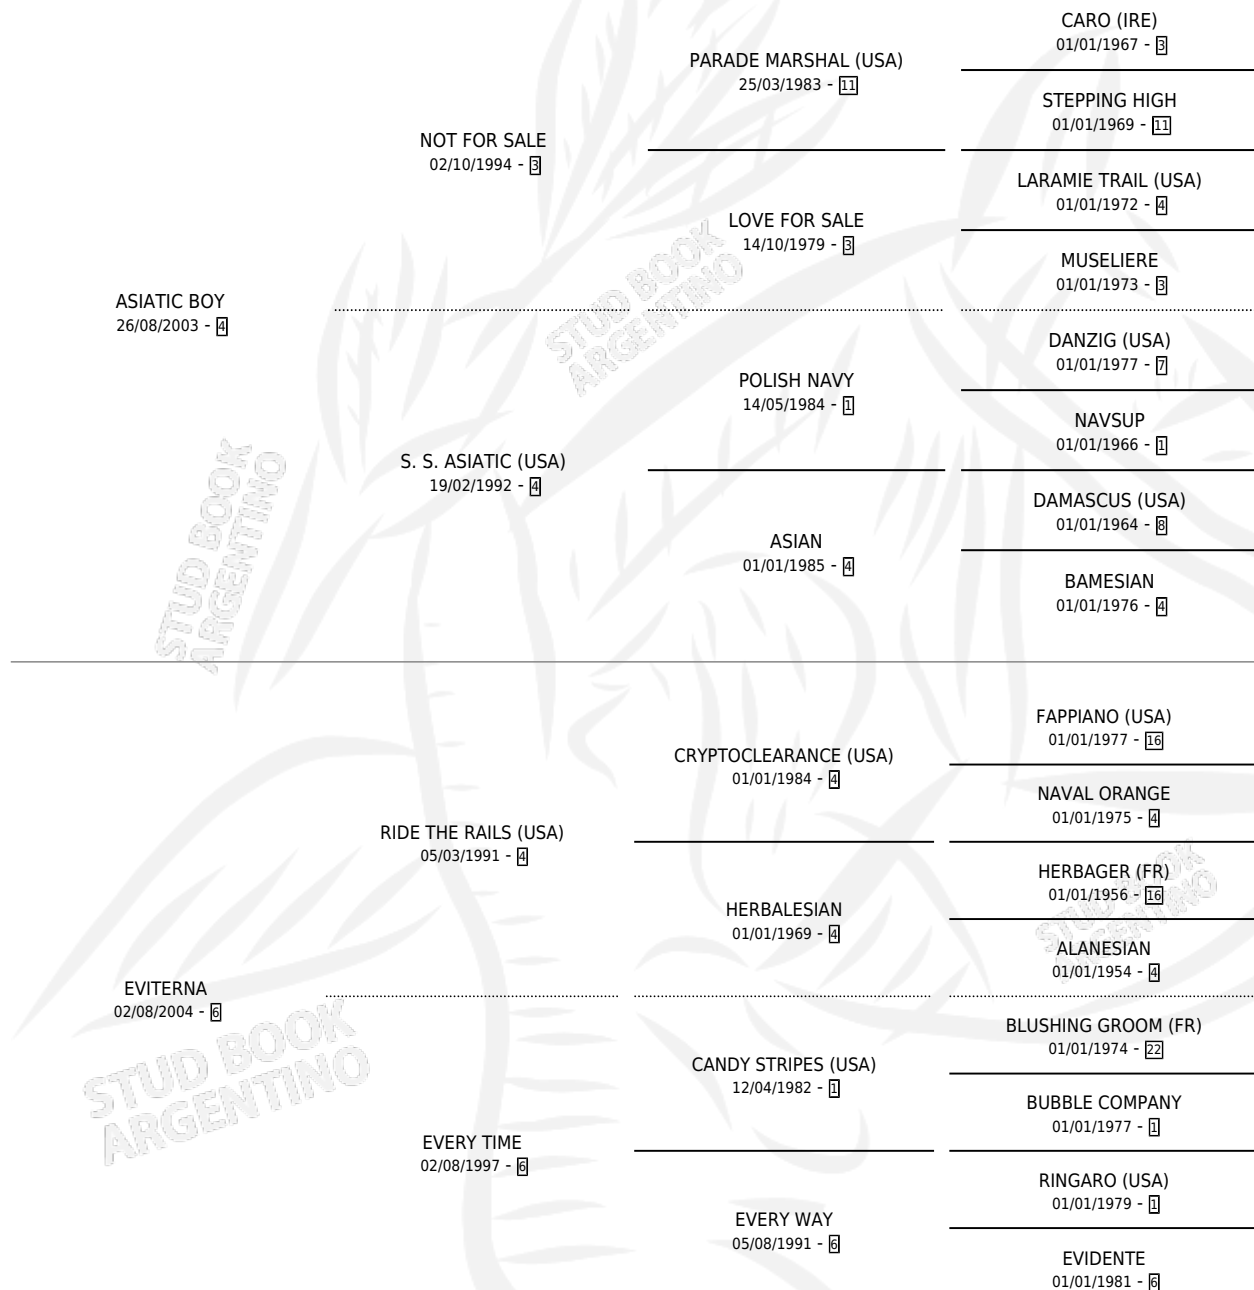 CARO (IRE)
01/01/1967 - 3
PARADE MARSHAL (USA)
25/03/1983 - 11
STEPPING HIGH
01/01/1969 - 11
NOT FOR SALE
02/10/1994 - 3
LARAMIE TRAIL (USA)
01/01/1972 - 4
LOVE FOR SALE
14/10/1979 - 3
MUSELIERE
01/01/1973 - 3
ASIATIC BOY
26/08/2003 - 4
STUD BOOK
ARGENTINO
DANZIG (USA)
01/01/1977 - 7
POLISH NAVY
14/05/1984 - 1
NAVSUP
01/01/1966 - 1
S. S. ASIATIC (USA)
19/02/1992 - 4
DAMASCUS (USA)
01/01/1964 - 8
ASIAN
01/01/1985 - 4
BAMESIAN
01/01/1976 - 4
STUD BOOK
ARGENTINO
FAPPIANO (USA)
01/01/1977 - 16
CRYPTOCLEARANCE (USA)
01/01/1984 - 4
NAVAL ORANGE
01/01/1975 - 4
RIDE THE RAILS (USA)
05/03/1991 - 4
HERBAGER (FR)
01/01/1956 - 16
HERBALESIAN
01/01/1969 - 4
STUD BOOK
ARGENTINO
ALANESIAN
01/01/1954 - 4
EVITERNA
02/08/2004 - 6
BLUSHING GROOM (FR)
01/01/1974 - 22
CANDY STRIPES (USA)
12/04/1982 - 1
STUD BOOK
ARGENTINO
BUBBLE COMPANY
01/01/1977 - 1
EVERY TIME
02/08/1997 - 6
RINGARO (USA)
01/01/1979 - 1
EVERY WAY
05/08/1991 - 6
EVIDENTE
01/01/1981 - 6